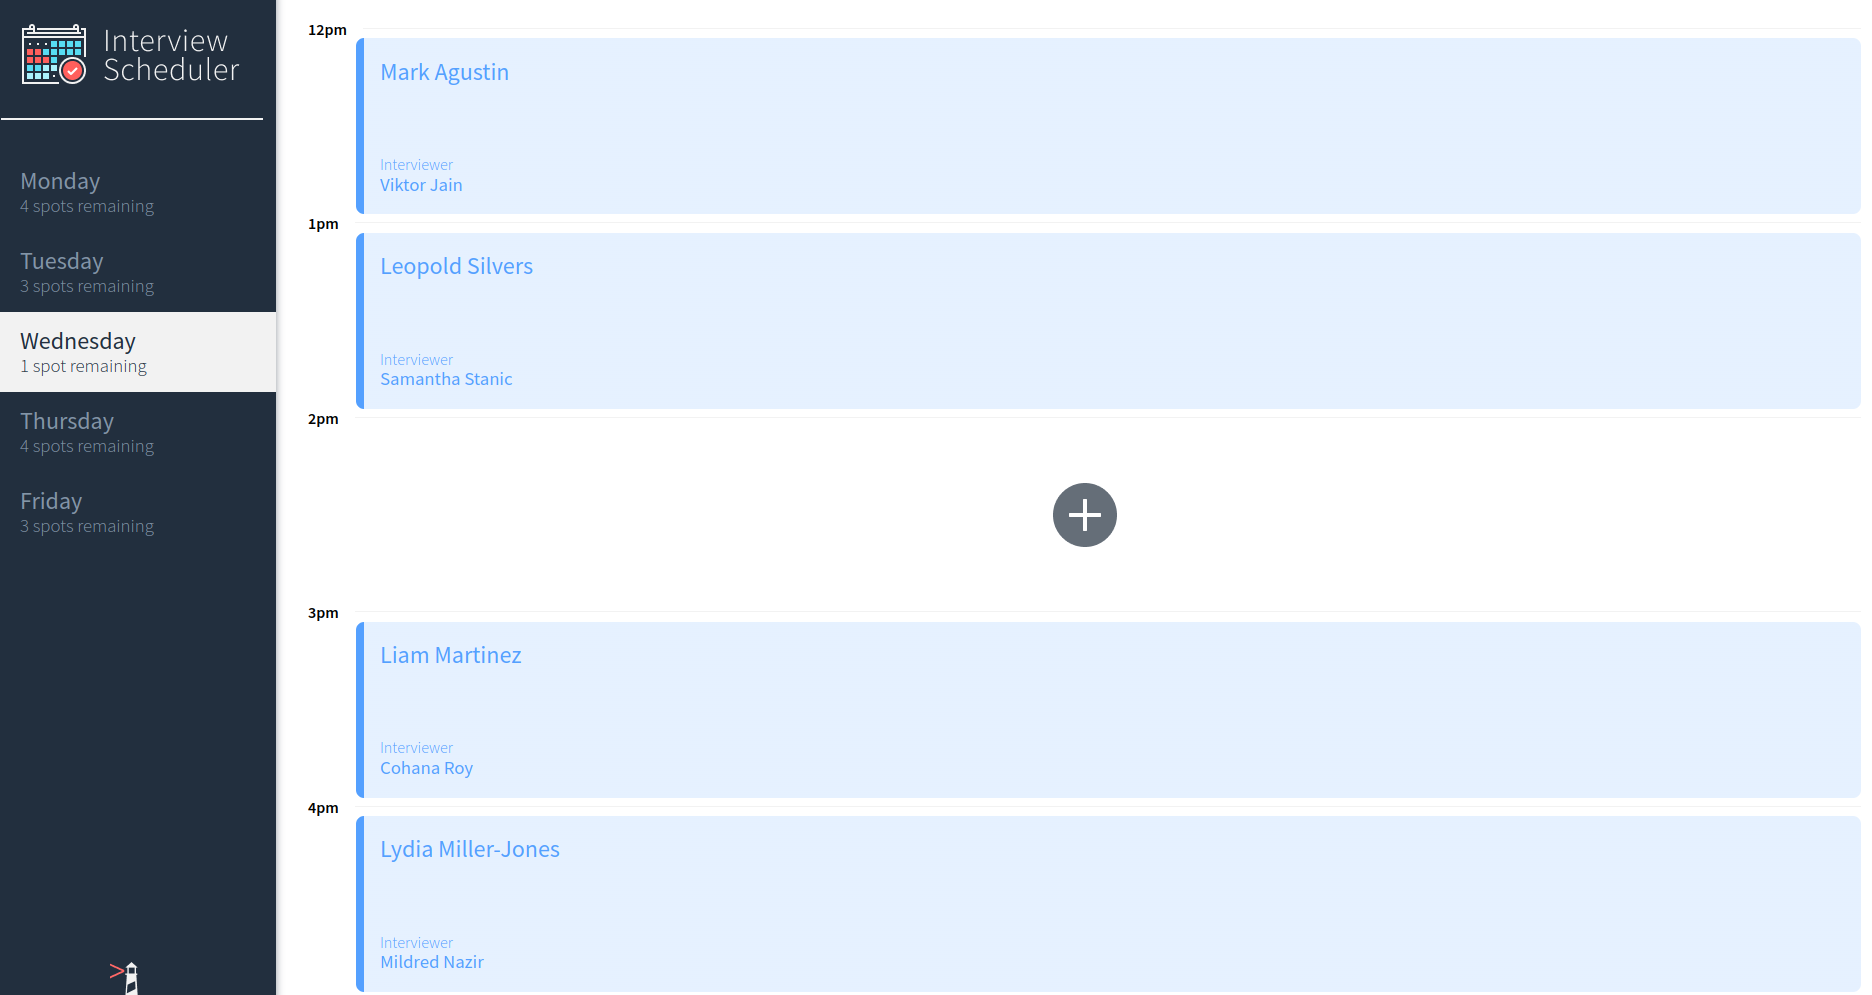 Interview
Scheduler
Monday
4 spots remaining
Tuesday
3 spots remaining
Wednesday
1 spot remaining
Thursday
4 spots remaining
Friday
3 spots remaining
12pm
Mark Agustin
Interviewer
Viktor Jain
1pm
Leopold Silvers
Interviewer
Samantha Stanic
2pm
3pm
Liam Martinez
Interviewer
Cohana Roy
4pm
Lydia Miller-Jones
Interviewer
Mildred Nazir